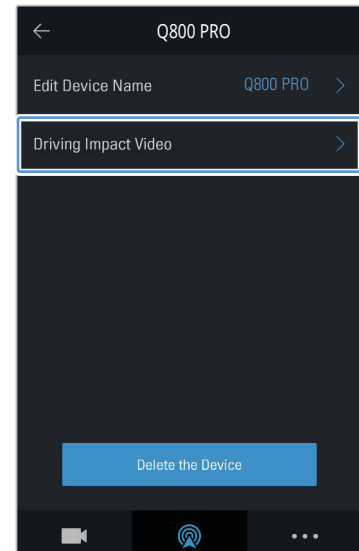 Q800 PRO
Edit Device Name Q800 PRO
Driving Impact Video
Delete the Device